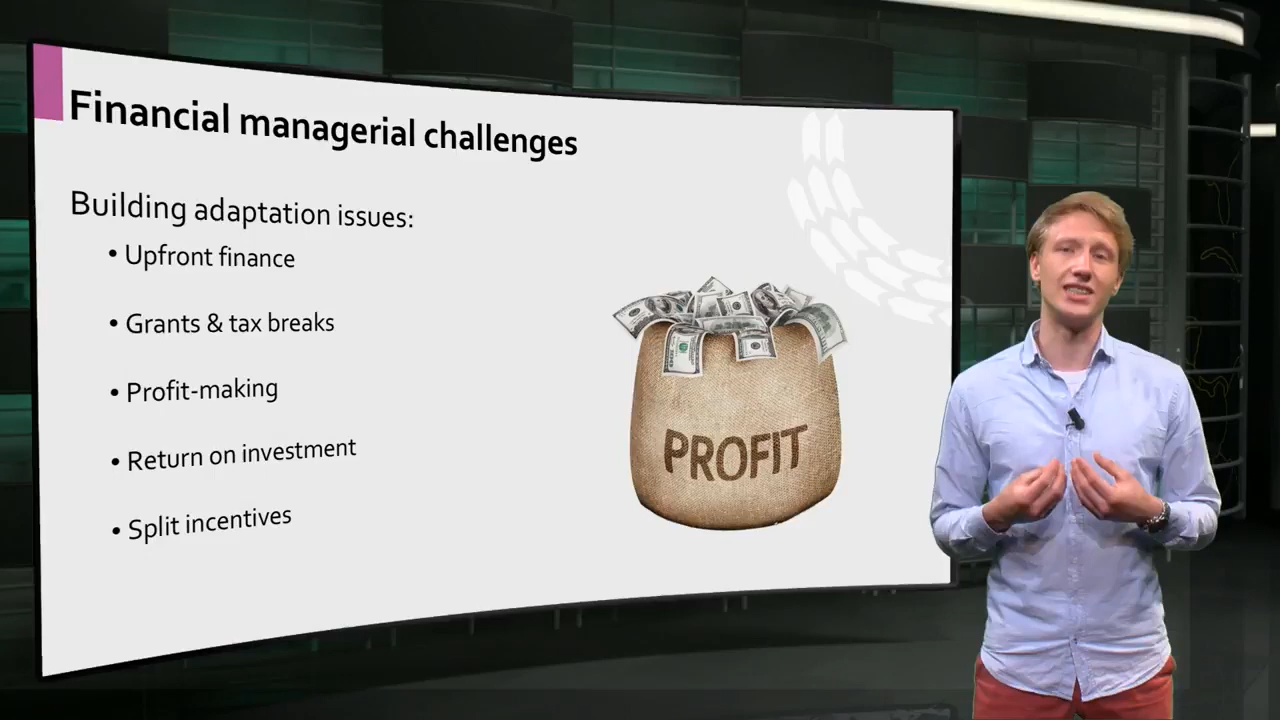 Financial managerial challenges
Building adaptation issues:
• Upfront finance
• Grants & tax breaks
• Profit-making
• Return on investment
• Split incentives
PROFIT